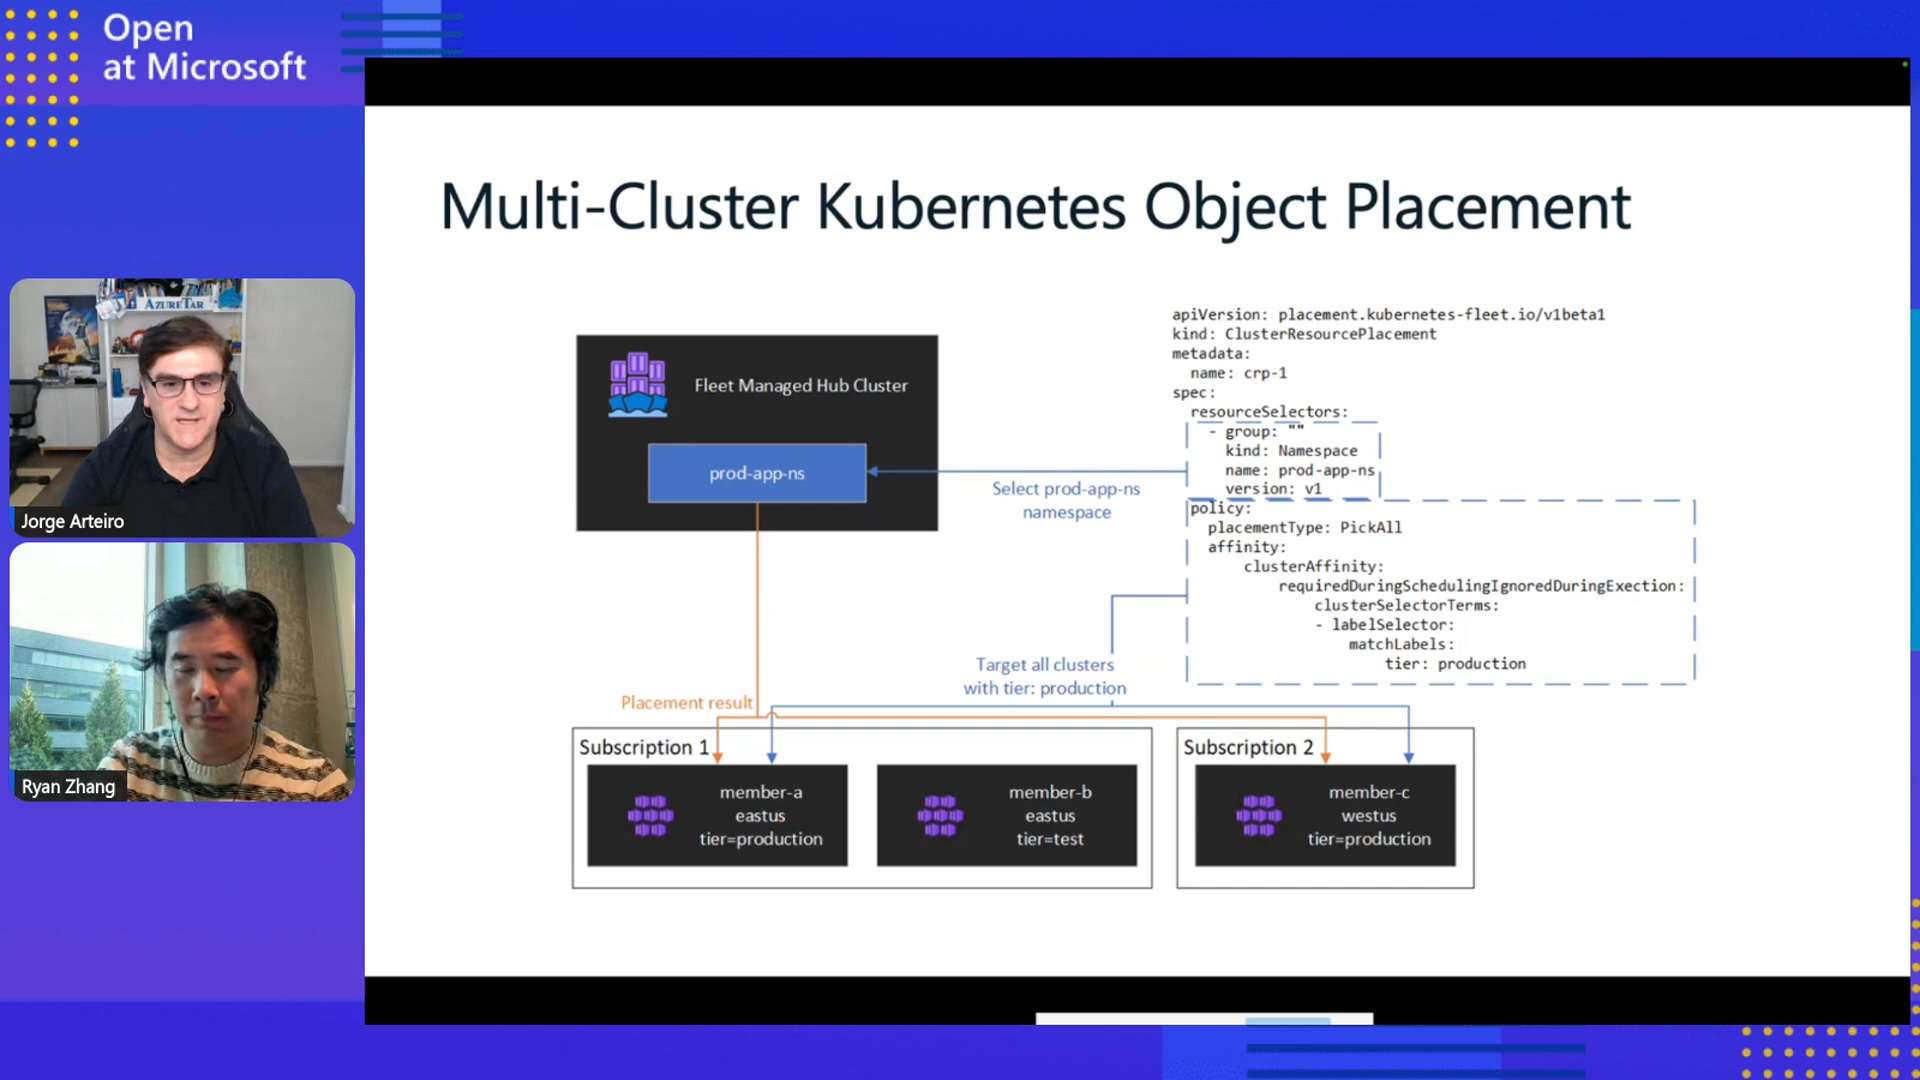 Open
at Microsoft
AZURETAR
Jorge Arteiro
Ryan Zhang
Multi-Cluster Kubernetes Object Placement
Fleet Managed Hub Cluster
prod-app-ns
Select prod-app-ns
namespace
apiVersion: placement.kubernetes-fleet.io/v1beta1
kind: ClusterResourcePlacement
metadata:
name: crp-1
spec:
resourceSelectors:
- group: ""
kind: Namespace
name: prod-app-ns
version: v1
policy:
placementType: PickAll
affinity:
clusterAffinity:
requiredDuringSchedulingIgnoredDuringExection:
clusterSelectorTerms:
- labelSelector:
matchLabels:
tier: production
Target all clusters
with tier: production
Placement result
Subscription 1
member-a
eastus
tier=production
member-b
eastus
tier=test
Subscription 2
member-c
westus
tier=production